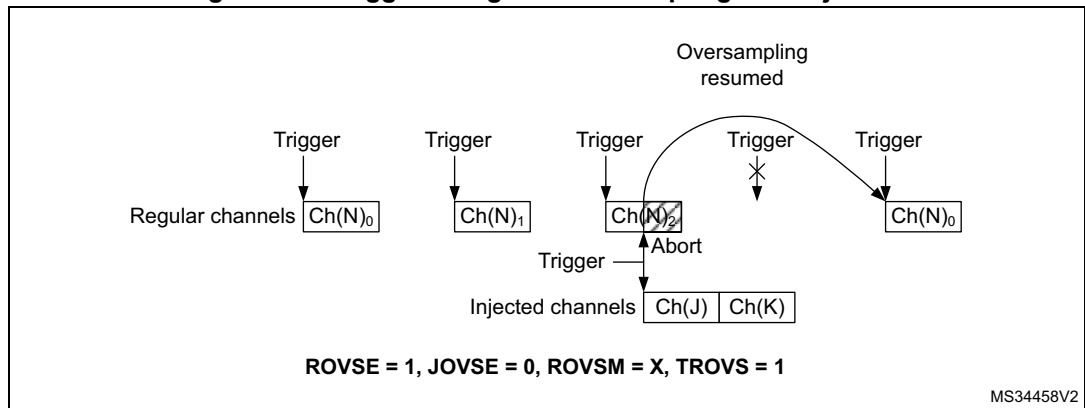 Oversampling
resumed
Trigger Trigger Trigger Trigger Trigger
Regular channels Ch(N)₀ Ch(N)₁ Ch(N)₂ Ch(N)₀
Abort
Trigger
Injected channels Ch(J) Ch(K)
ROVSE = 1, JOVSE = 0, ROVSM = X, TROVS = 1
MS34458V2